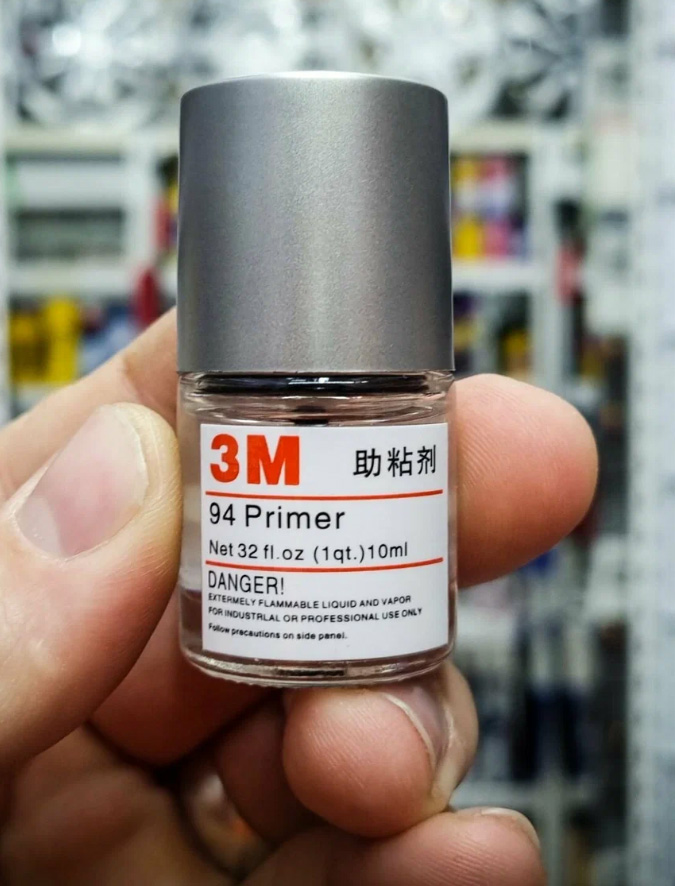 3M 助粘剂
94 Primer
Net 32 fl.oz (1qt.)10ml
DANGER!
EXTERMELY FLAMMABLE LIQUID AND VAPOR
FOR INDUSTRLAL OR PROFESSIONAL USE ONLY
Follow precautions on side panel.